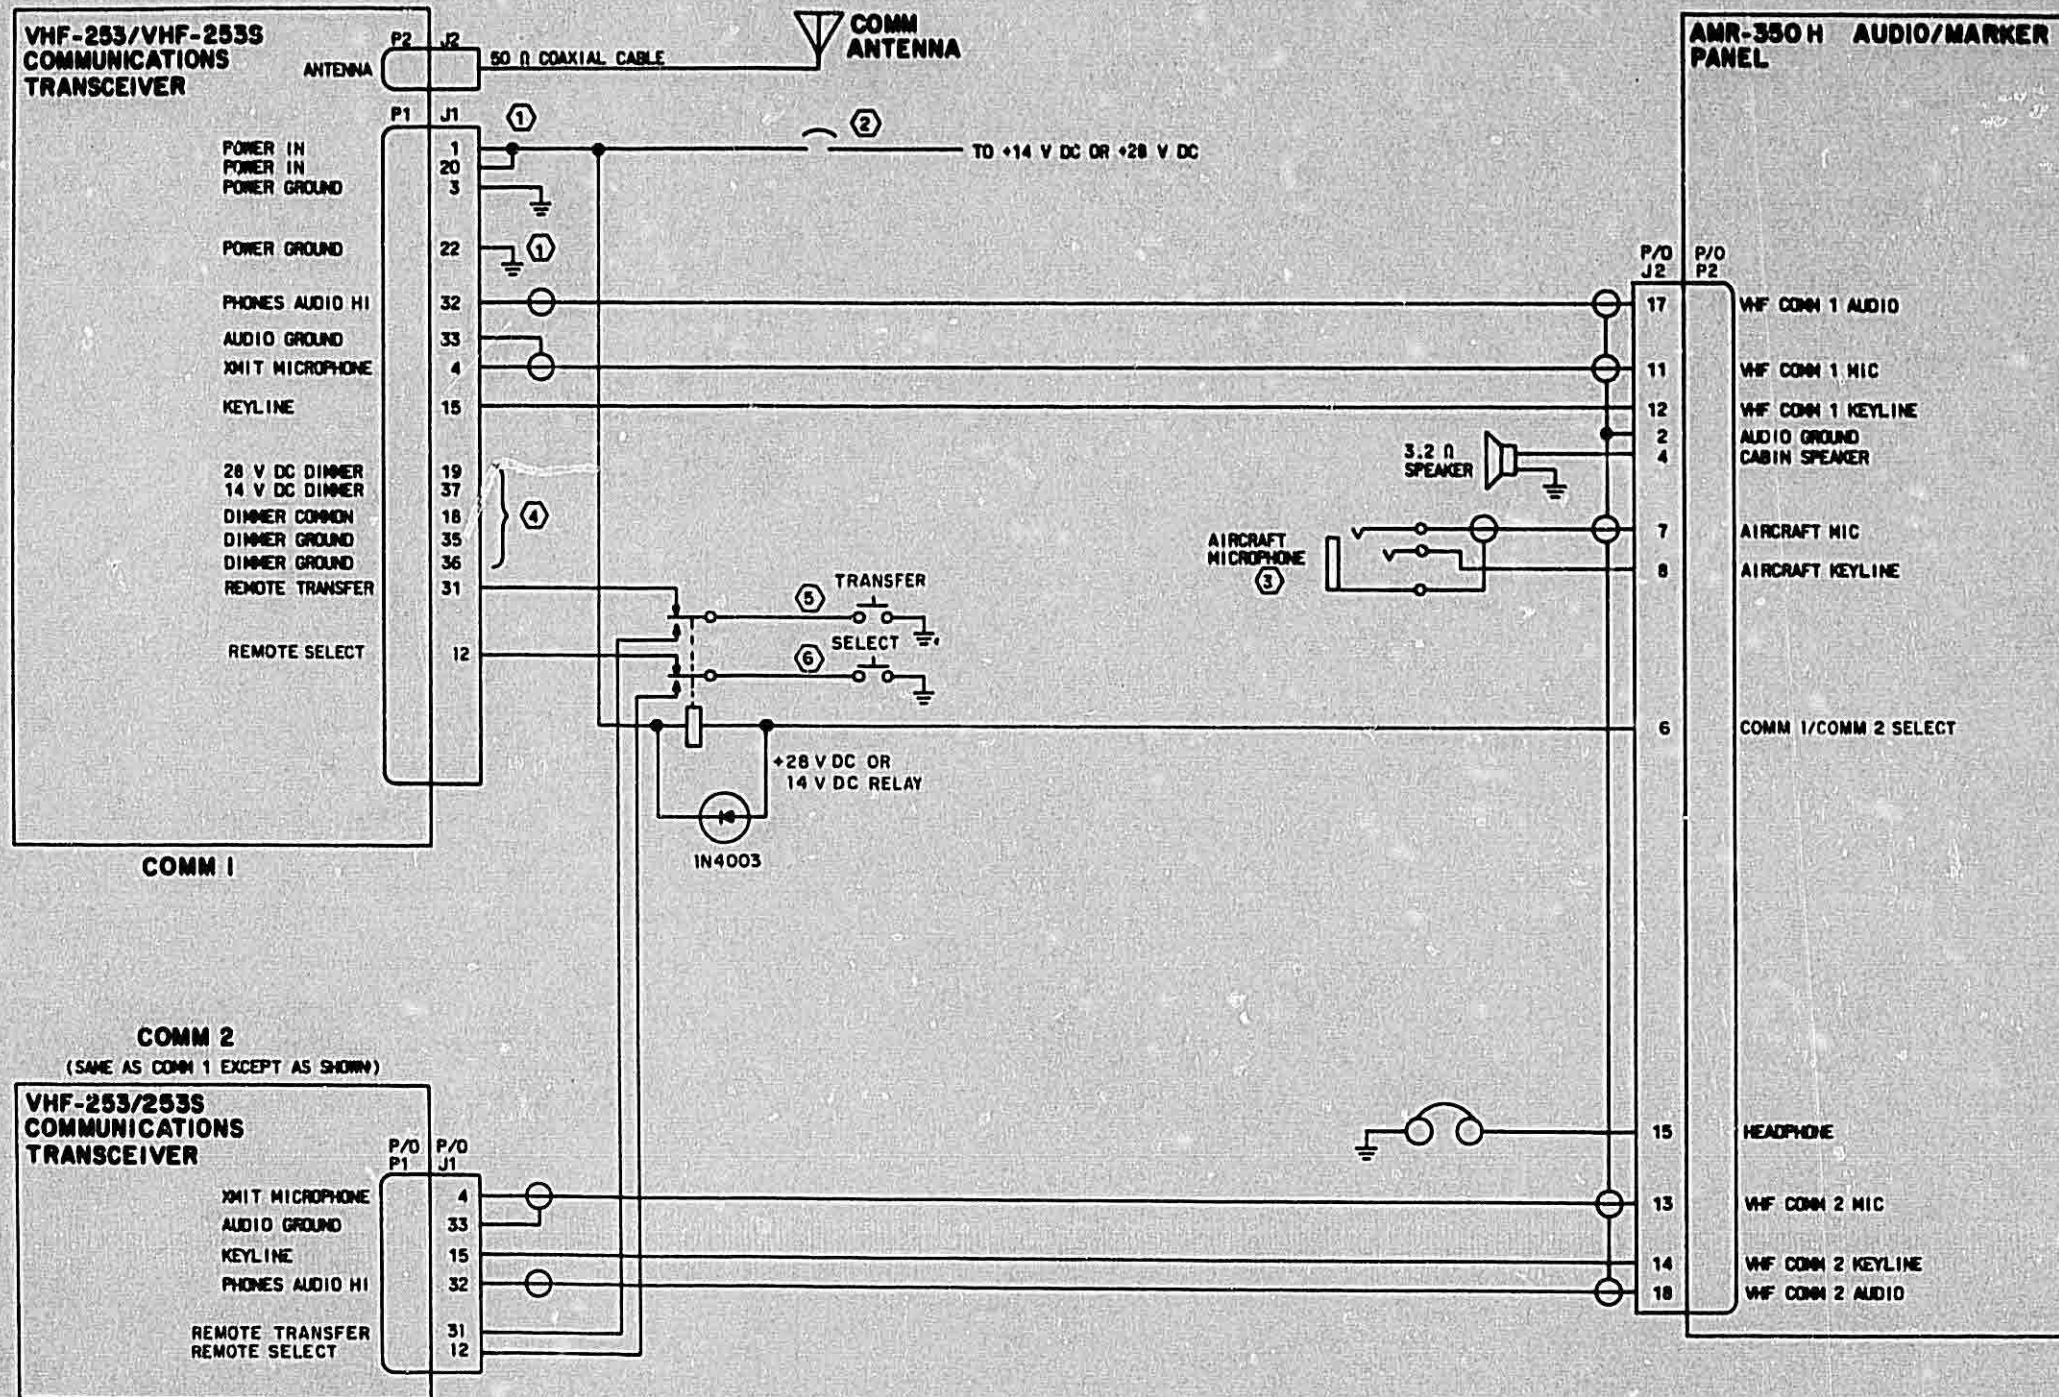 VHF-253/VHF-253S
COMMUNICATIONS
TRANSCEIVER
P2 J2
ANTENNA
50 Ω COAXIAL CABLE
COMM
ANTENNA
P1 J1
1
2
POWER IN 1
POWER IN 20
TO +14 V DC OR +28 V DC
POWER GROUND 3
POWER GROUND 22
1
PHONES AUDIO HI 32
AUDIO GROUND 33
XMIT MICROPHONE 4
KEYLINE 15
28 V DC DIMMER 19
14 V DC DIMMER 37
DIMMER COMMON 18
DIMMER GROUND 35
DIMMER GROUND 36
4
REMOTE TRANSFER 31
REMOTE SELECT 12
5 TRANSFER
6 SELECT
+28 V DC OR
14 V DC RELAY
1N4003
COMM 1
AMR-350 H AUDIO/MARKER
PANEL
P/O P/O
J2 P2
17 VHF COMM 1 AUDIO
11 VHF COMM 1 MIC
12 VHF COMM 1 KEYLINE
2 AUDIO GROUND
4 CABIN SPEAKER
3.2 Ω
SPEAKER
7 AIRCRAFT MIC
8 AIRCRAFT KEYLINE
AIRCRAFT
MICROPHONE
3
6 COMM 1/COMM 2 SELECT
15 HEADPHONE
13 VHF COMM 2 MIC
14 VHF COMM 2 KEYLINE
18 VHF COMM 2 AUDIO
COMM 2
(SAME AS COMM 1 EXCEPT AS SHOWN)
VHF-253/253S
COMMUNICATIONS
TRANSCEIVER
P/O P/O
P1 J1
XMIT MICROPHONE 4
AUDIO GROUND 33
KEYLINE 15
PHONES AUDIO HI 32
REMOTE TRANSFER 31
REMOTE SELECT 12